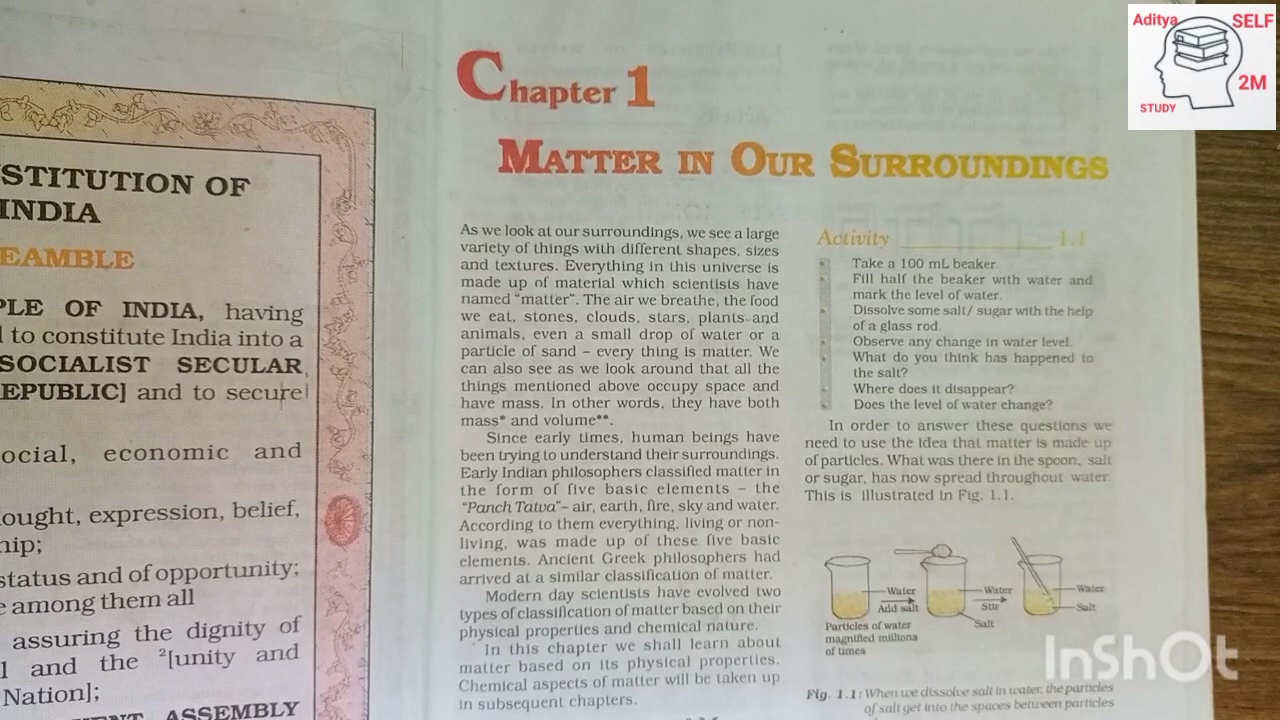 Aditya
SELF
2M
STUDY
STITUTION OF
INDIA
EAMBLE
PLE OF INDIA, having
to constitute India into a
SOCIALIST SECULAR
EPUBLIC] and to secure
ocial, economic and
ought, expression, belief,
hip;
status and of opportunity;
among them all
assuring the dignity of
and the ²[unity and
Nation];
ASSEMBLY
Chapter 1
MATTER IN OUR SURROUNDINGS
As we look at our surroundings, we see a large
variety of things with different shapes, sizes
and textures. Everything in this universe is
made up of material which scientists have
named “matter”. The air we breathe, the food
we eat, stones, clouds, stars, plants and
animals, even a small drop of water or a
particle of sand – every thing is matter. We
can also see as we look around that all the
things mentioned above occupy space and
have mass. In other words, they have both
mass* and volume**.
Since early times, human beings have
been trying to understand their surroundings.
Early Indian philosophers classified matter in
the form of five basic elements – the
“Panch Tatva”– air, earth, fire, sky and water.
According to them everything, living or non-
living, was made up of these five basic
elements. Ancient Greek philosophers had
arrived at a similar classification of matter.
Modern day scientists have evolved two
types of classification of matter based on their
physical properties and chemical nature.
In this chapter we shall learn about
matter based on its physical properties.
Chemical aspects of matter will be taken up
in subsequent chapters.
Activity 1.1
Take a 100 mL beaker.
Fill half the beaker with water and
mark the level of water.
Dissolve some salt/ sugar with the help
of a glass rod.
Observe any change in water level.
What do you think has happened to
the salt?
Where does it disappear?
Does the level of water change?
In order to answer these questions we
need to use the idea that matter is made up
of particles. What was there in the spoon, salt
or sugar, has now spread throughout water.
This is illustrated in Fig. 1.1.
Water
Add salt
Water
Stir
Salt
Water
Salt
Particles of water
magnified millions
of times
Fig. 1.1: When we dissolve salt in water, the particles
of salt get into the spaces between particles
InShOt